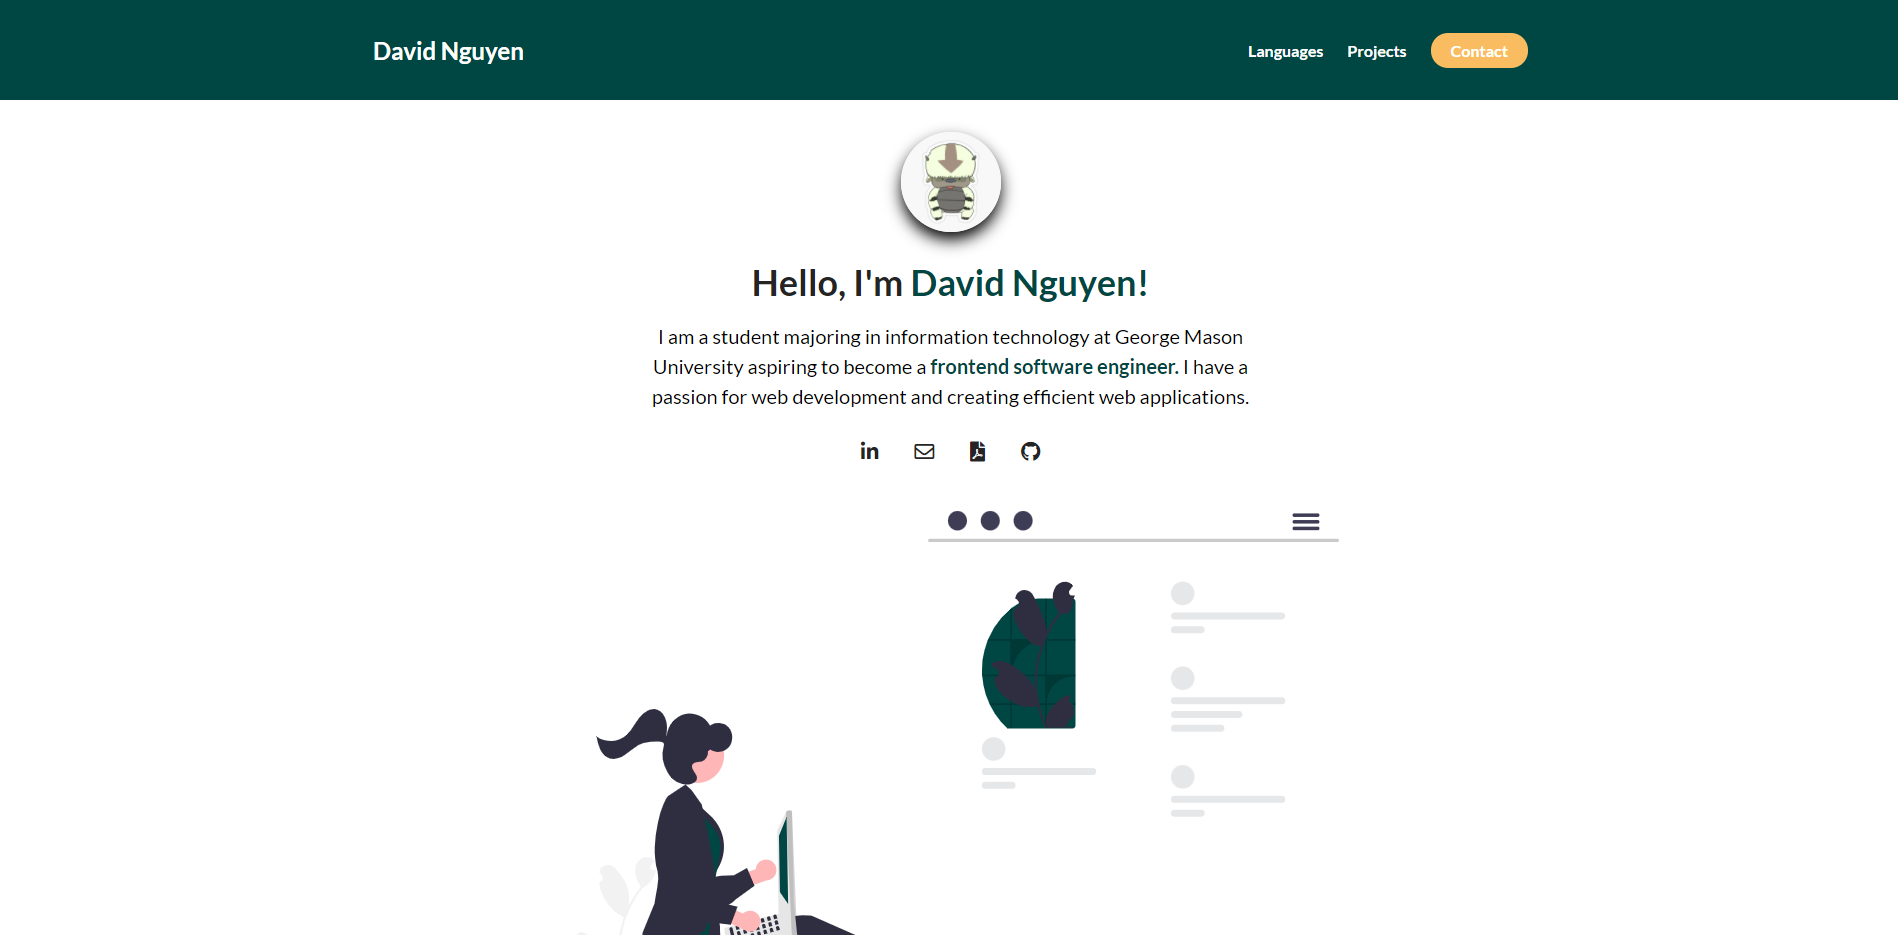 David Nguyen
Languages
Projects
Contact
Hello, I'm David Nguyen!
I am a student majoring in information technology at George Mason
University aspiring to become a frontend software engineer. I have a
passion for web development and creating efficient web applications.
in